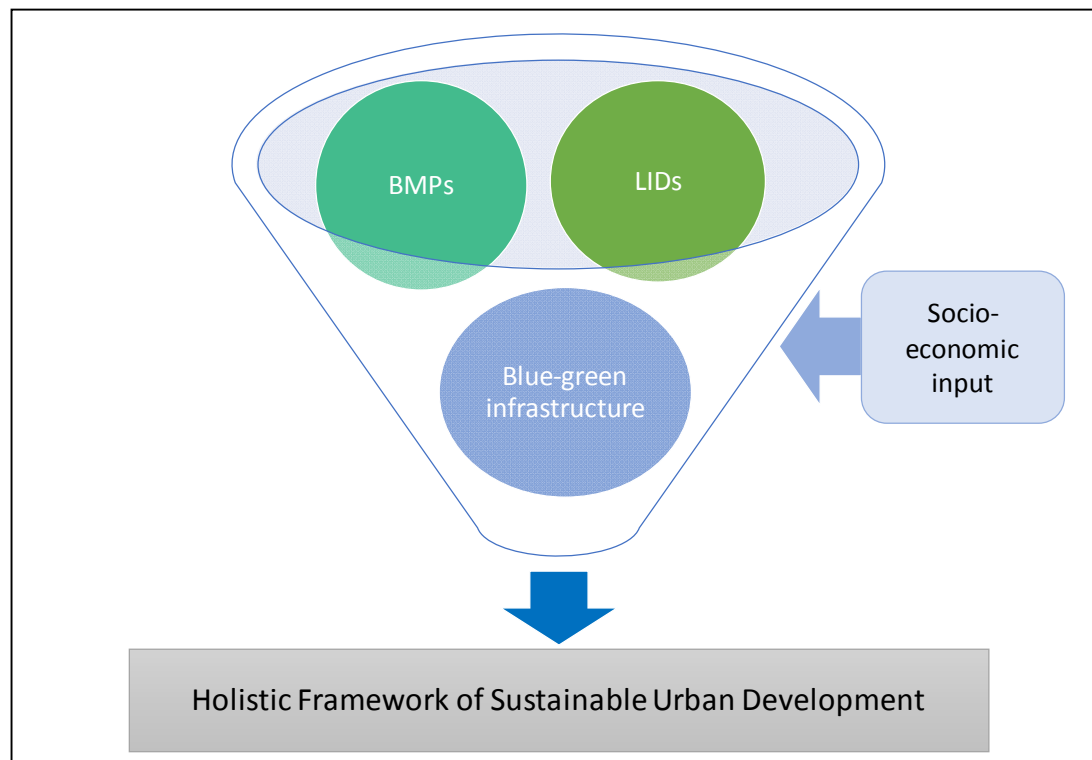 BMPs
LIDs
Blue-green
infrastructure
Socio-
economic
input
Holistic Framework of Sustainable Urban Development